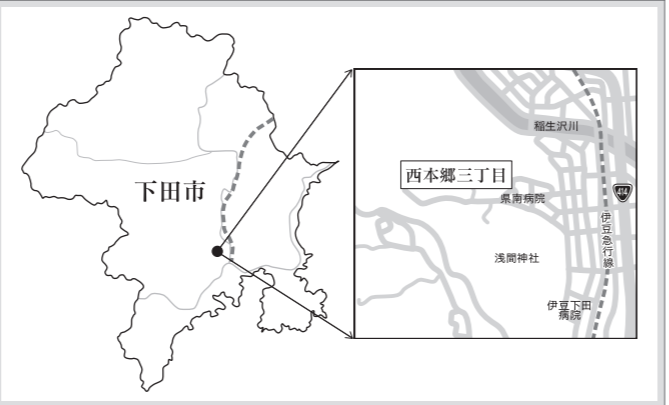 下田市
稲生沢川
西本郷三丁目
414
県南病院
伊豆急行線
浅間神社
伊豆下田
病院